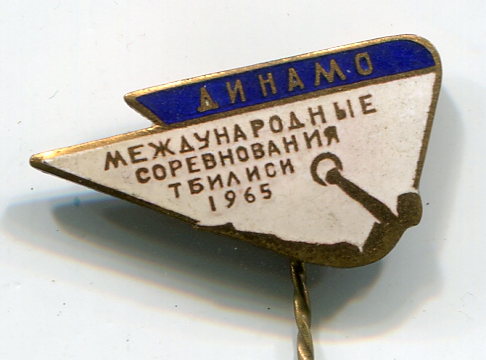 ДИНАМО
МЕЖДУНАРОДНЫЕ
СОРЕВНОВАНИЯ
ТБИЛИСИ
1965